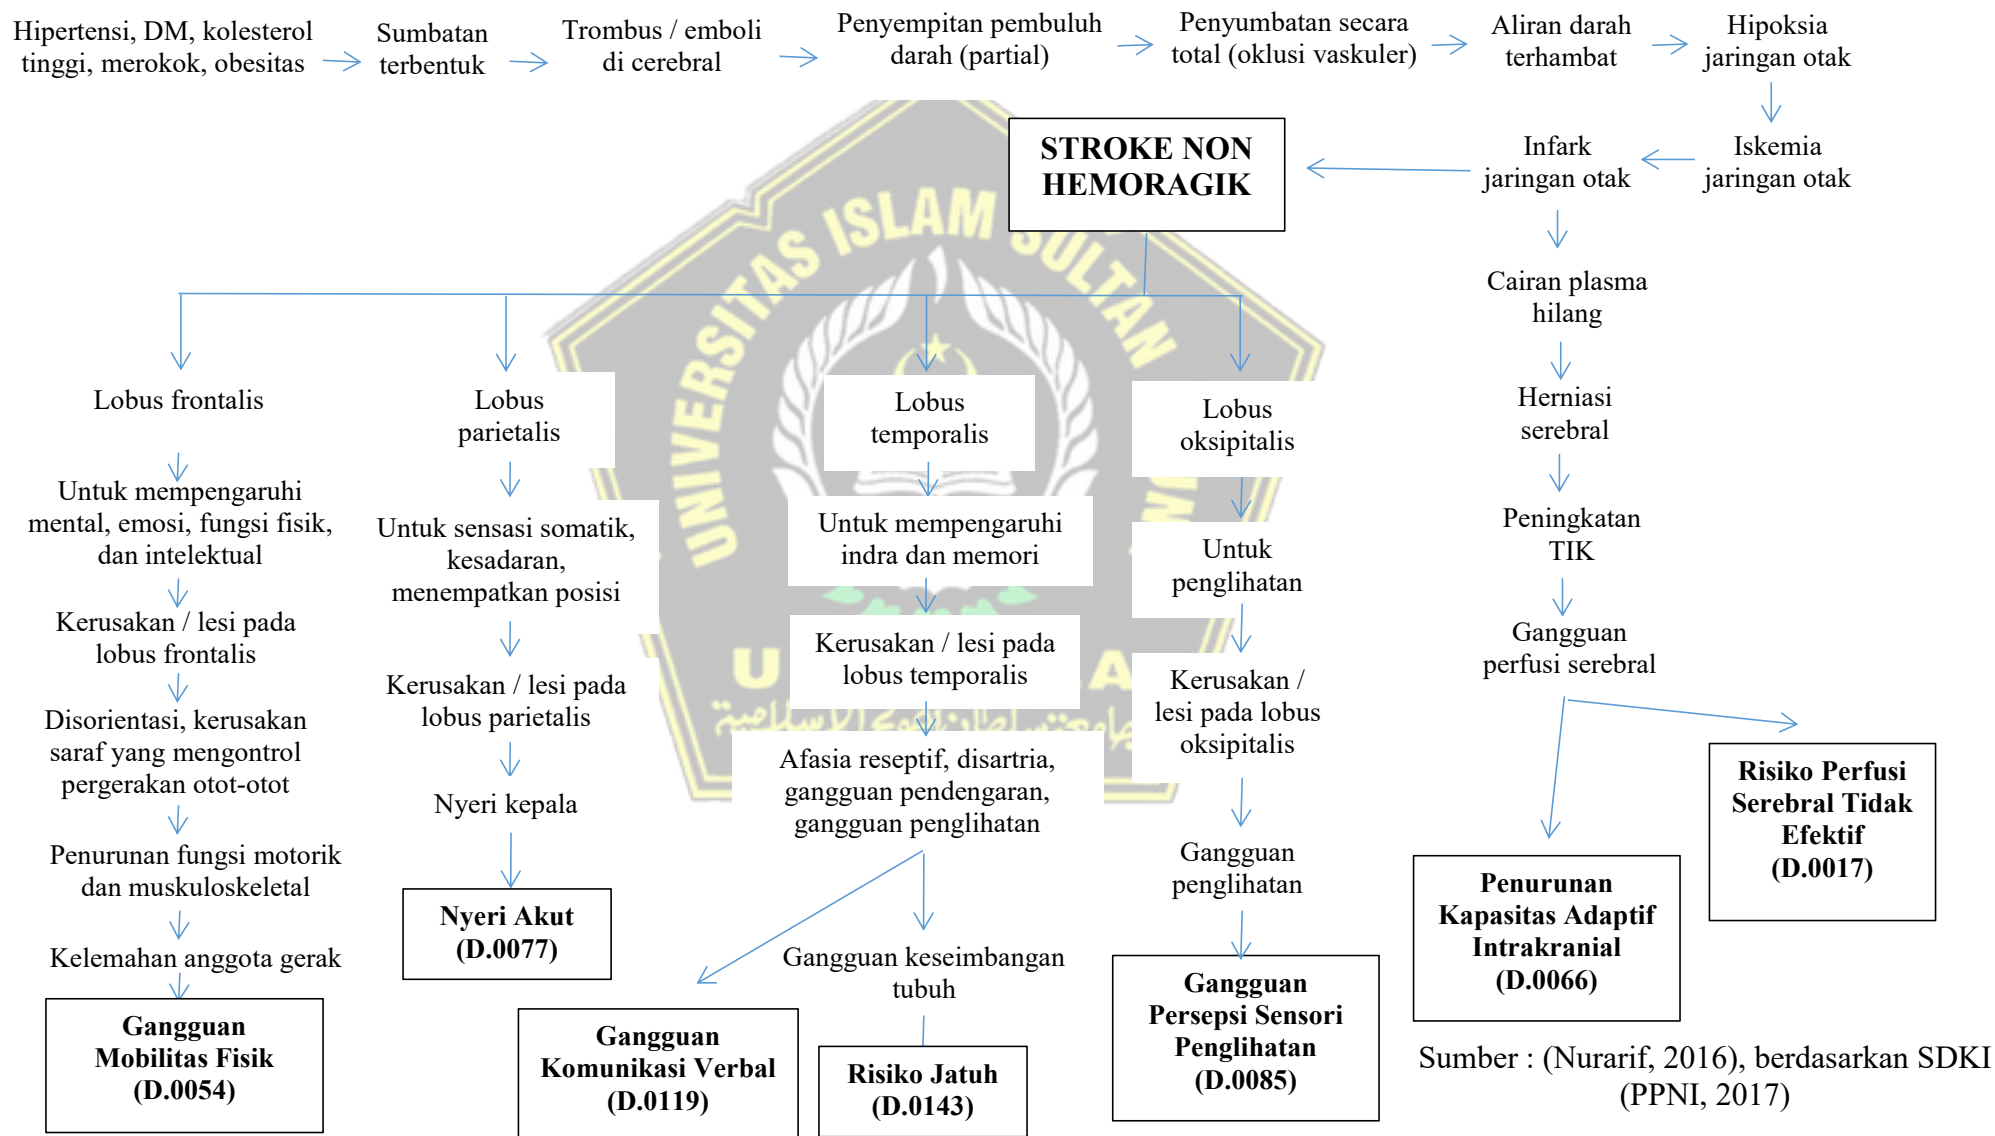 Hipertensi, DM, kolesterol
tinggi, merokok, obesitas
Sumbatan
terbentuk
Trombus / emboli
di cerebral
Penyempitan pembuluh
darah (partial)
Penyumbatan secara
total (oklusi vaskuler)
Aliran darah
terhambat
Hipoksia
jaringan otak
Iskemia
jaringan otak
Infark
jaringan otak
STROKE NON
HEMORAGIK
UNIVERSITAS ISLAM SULTAN
Lobus frontalis
Untuk mempengaruhi
mental, emosi, fungsi fisik,
dan intelektual
Kerusakan / lesi pada
lobus frontalis
Disorientasi, kerusakan
saraf yang mengontrol
pergerakan otot-otot
Penurunan fungsi motorik
dan muskuloskeletal
Kelemahan anggota gerak
Gangguan
Mobilitas Fisik
(D.0054)
Lobus
parietalis
Untuk sensasi somatik,
kesadaran,
menempatkan posisi
Kerusakan / lesi pada
lobus parietalis
Nyeri kepala
Nyeri Akut
(D.0077)
Lobus
temporalis
Untuk mempengaruhi
indra dan memori
Kerusakan / lesi pada
lobus temporalis
Afasia reseptif, disartria,
gangguan pendengaran,
gangguan penglihatan
Gangguan
Komunikasi Verbal
(D.0119)
Gangguan keseimbangan
tubuh
Risiko Jatuh
(D.0143)
Lobus
oksipitalis
Untuk
penglihatan
Kerusakan /
lesi pada lobus
oksipitalis
Gangguan
penglihatan
Gangguan
Persepsi Sensori
Penglihatan
(D.0085)
Cairan plasma
hilang
Herniasi
serebral
Peningkatan
TIK
Gangguan
perfusi serebral
Penurunan
Kapasitas Adaptif
Intrakranial
(D.0066)
Risiko Perfusi
Serebral Tidak
Efektif
(D.0017)
Sumber : (Nurarif, 2016), berdasarkan SDKI
(PPNI, 2017)